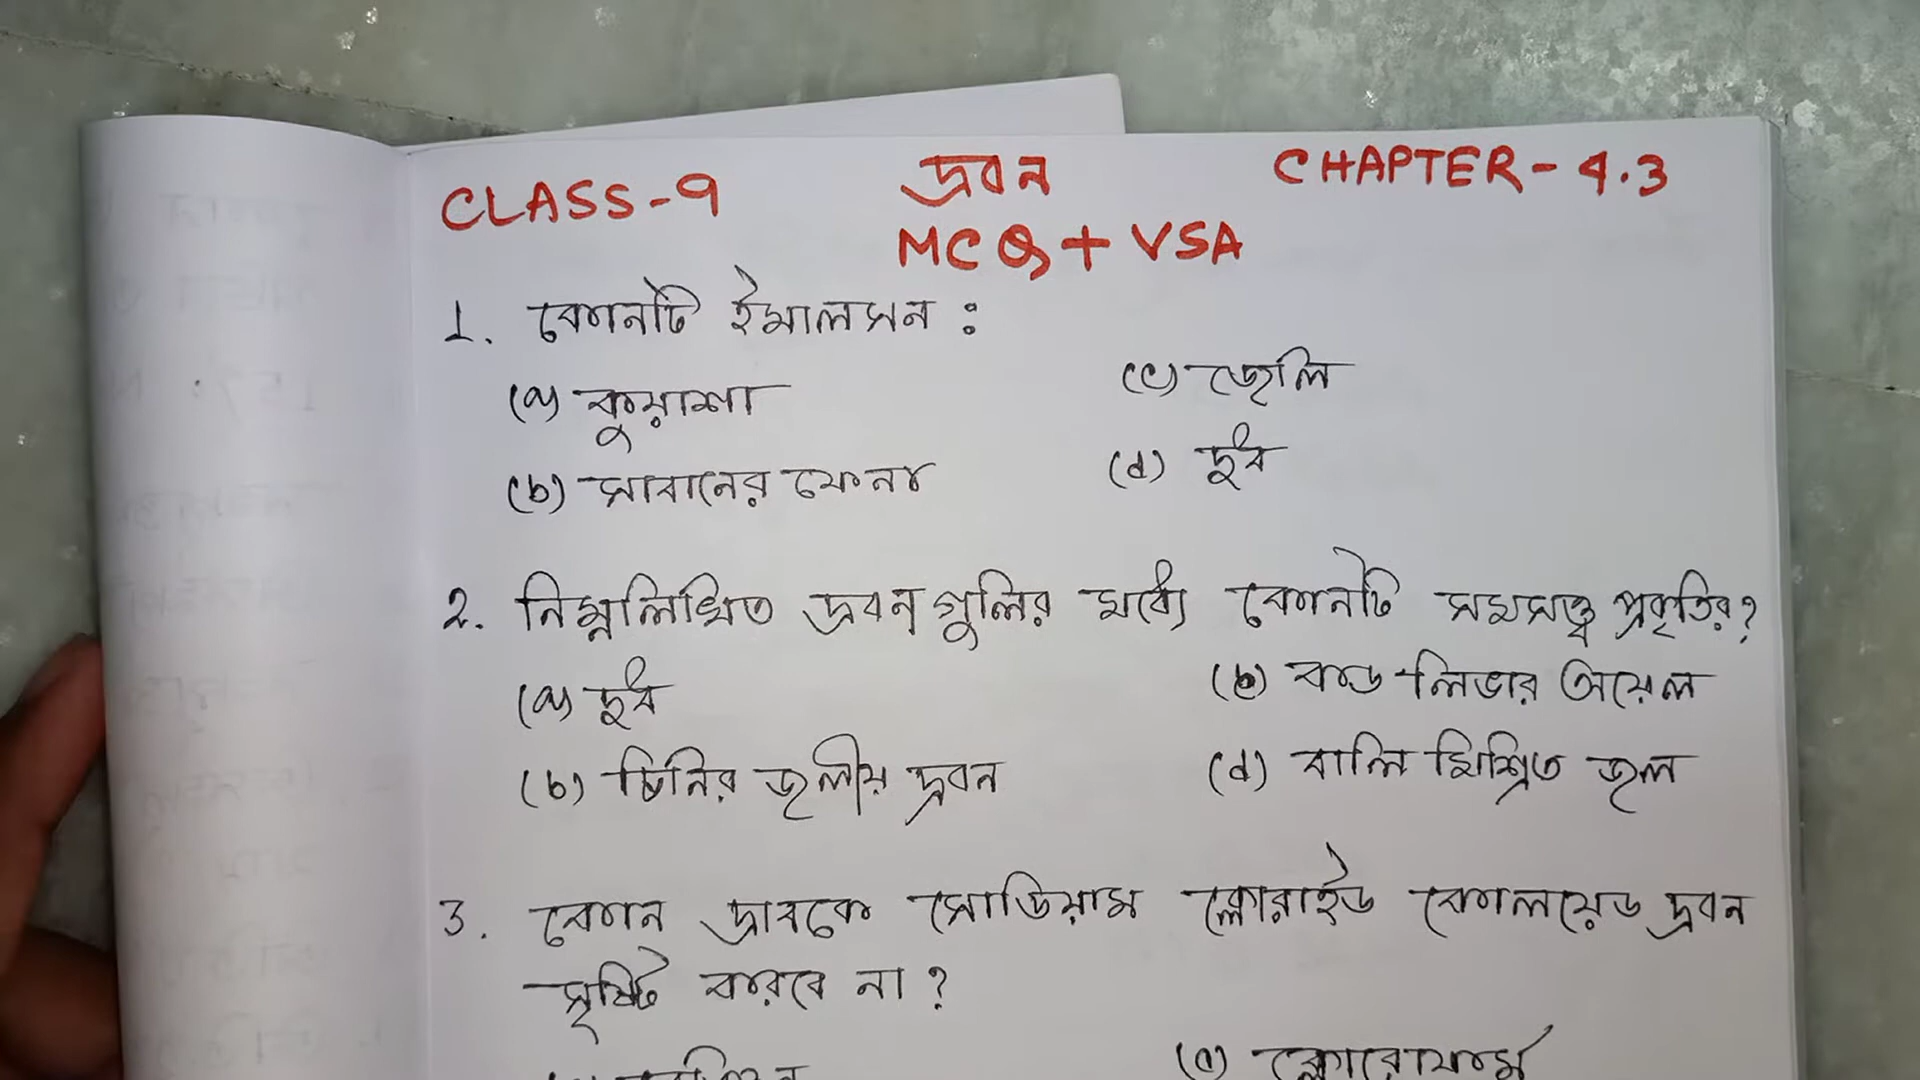 CLASS-9 দ্রবন CHAPTER-4.3
MCQ + VSA
1. কোনটি ইমালসন :
(a) কুয়াশা (c) জেলি
(b) সাবানের ফেনা (d) দুধ
2. নিম্নলিখিত দ্রবনগুলির মধ্যে কোনটি সমসত্ত্ব প্রকৃতির?
(a) দুধ (b) কড লিভার অয়েল
(b) চিনির জলীয় দ্রবন (d) বালি মিশ্রিত জল
3. কোন দ্রাবকে সোডিয়াম ক্লোরাইড কোলয়েড দ্রবন
সৃষ্টি করবে না?
(c) ক্লোরোফর্ম